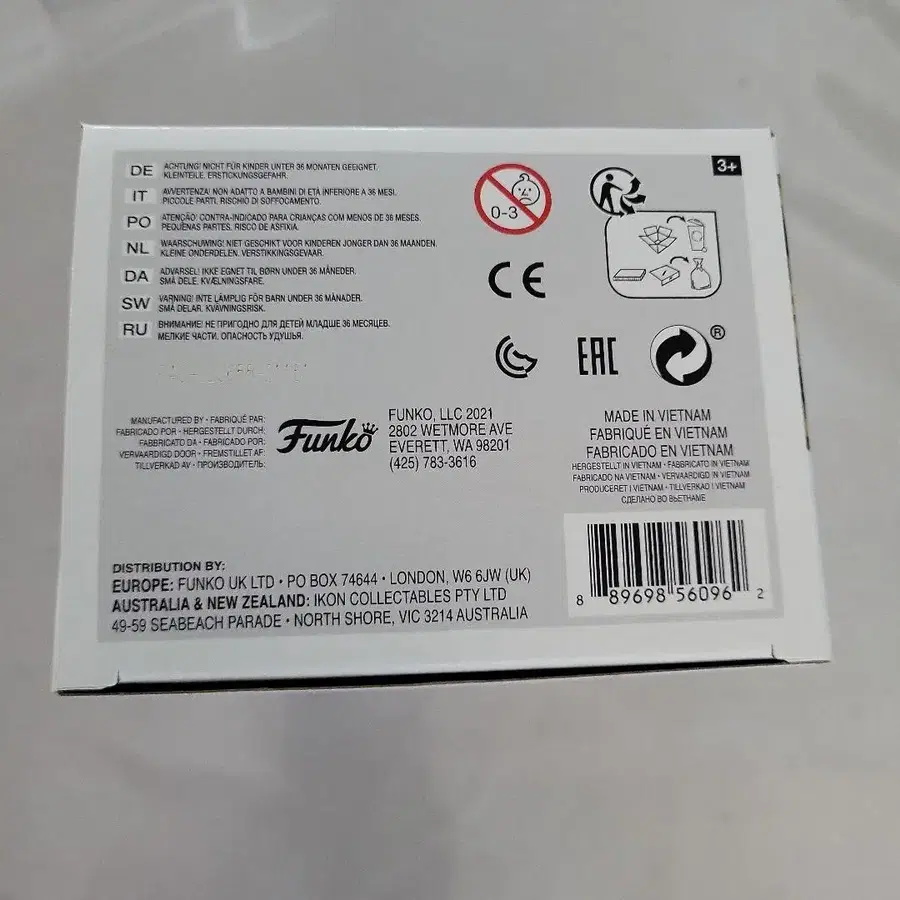 DE ACHTUNG! NICHT FÜR KINDER UNTER 36 MONATEN GEEIGNET.
KLEINTEILE. ERSTICKUNGSGEFAHR.
IT AVVERTENZA! NON ADATTO A BAMBINI DI ETÀ INFERIORE A 36 MESI.
PICCOLE PARTI. RISCHIO DI SOFFOCAMENTO.
PO ATENÇÃO: CONTRA-INDICADO PARA CRIANÇAS COM MENOS DE 36 MESES.
PEQUENAS PARTES. RISCO DE ASFIXIA.
NL WAARSCHUWING! NIET GESCHIKT VOOR KINDEREN JONGER DAN 36 MAANDEN.
KLEINE ONDERDELEN. VERSTIKKINGSGEVAAR.
DA ADVARSEL! IKKE EGNET TIL BØRN UNDER 36 MÅNEDER.
SMÅ DELE. KVÆLNINGSFARE.
SW VARNING! INTE LÄMPLIG FÖR BARN UNDER 36 MÅNADER.
SMÅ DELAR. KVÄVNINGSRISK.
RU ВНИМАНИЕ! НЕ ПРИГОДНО ДЛЯ ДЕТЕЙ МЛАДШЕ 36 МЕСЯЦЕВ.
МЕЛКИЕ ЧАСТИ. ОПАСНОСТЬ УДУШЬЯ.
0-3
3+
CE
EAC
®
MANUFACTURED BY • FABRIQUÉ PAR:
FABRICADO POR • HERGESTELLT DURCH:
FABBRICATO DA • FABRICADO POR:
VERVAARDIGD DOOR • FREMSTILLET AF:
TILLVERKAD AV • ПРОИЗВОДИТЕЛЬ:
Funko
FUNKO, LLC 2021
2802 WETMORE AVE
EVERETT, WA 98201
(425) 783-3616
MADE IN VIETNAM
FABRIQUÉ EN VIETNAM
FABRICADO EN VIETNAM
HERGESTELLT IN VIETNAM • FABBRICATO IN VIETNAM
FABRICADO NA VIETNAM • VERVAARDIGD IN VIETNAM
PRODUCERET I VIETNAM • TILLVERKAD I VIETNAM
СДЕЛАНО ВО ВЬЕТНАМЕ
DISTRIBUTION BY:
EUROPE: FUNKO UK LTD • PO BOX 74644 • LONDON, W6 6JW (UK)
AUSTRALIA & NEW ZEALAND: IKON COLLECTABLES PTY LTD
49-59 SEABEACH PARADE • NORTH SHORE, VIC 3214 AUSTRALIA
8 89698 56096 2